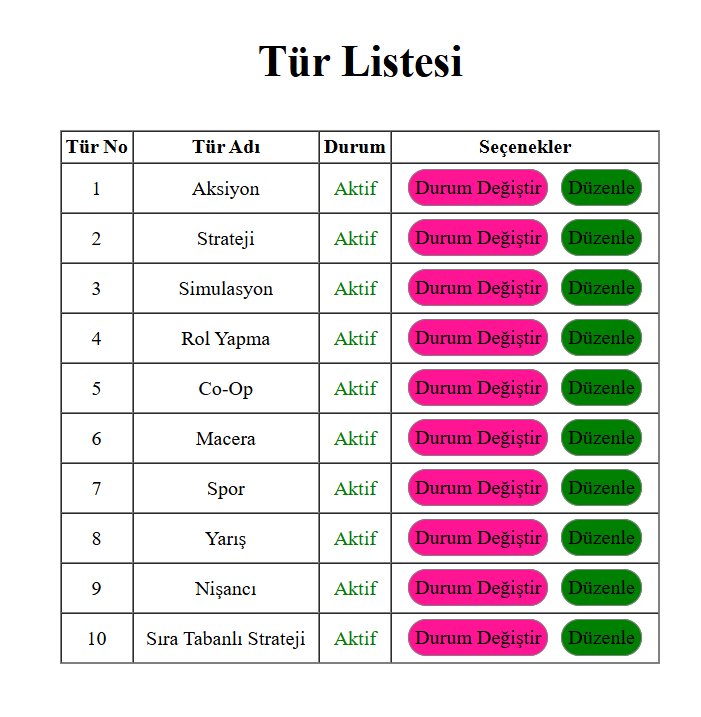 Tür Listesi
Tür No Tür Adı Durum Seçenekler
1 Aksiyon Aktif Durum Değiştir Düzenle
2 Strateji Aktif Durum Değiştir Düzenle
3 Simulasyon Aktif Durum Değiştir Düzenle
4 Rol Yapma Aktif Durum Değiştir Düzenle
5 Co-Op Aktif Durum Değiştir Düzenle
6 Macera Aktif Durum Değiştir Düzenle
7 Spor Aktif Durum Değiştir Düzenle
8 Yarış Aktif Durum Değiştir Düzenle
9 Nişancı Aktif Durum Değiştir Düzenle
10 Sıra Tabanlı Strateji Aktif Durum Değiştir Düzenle